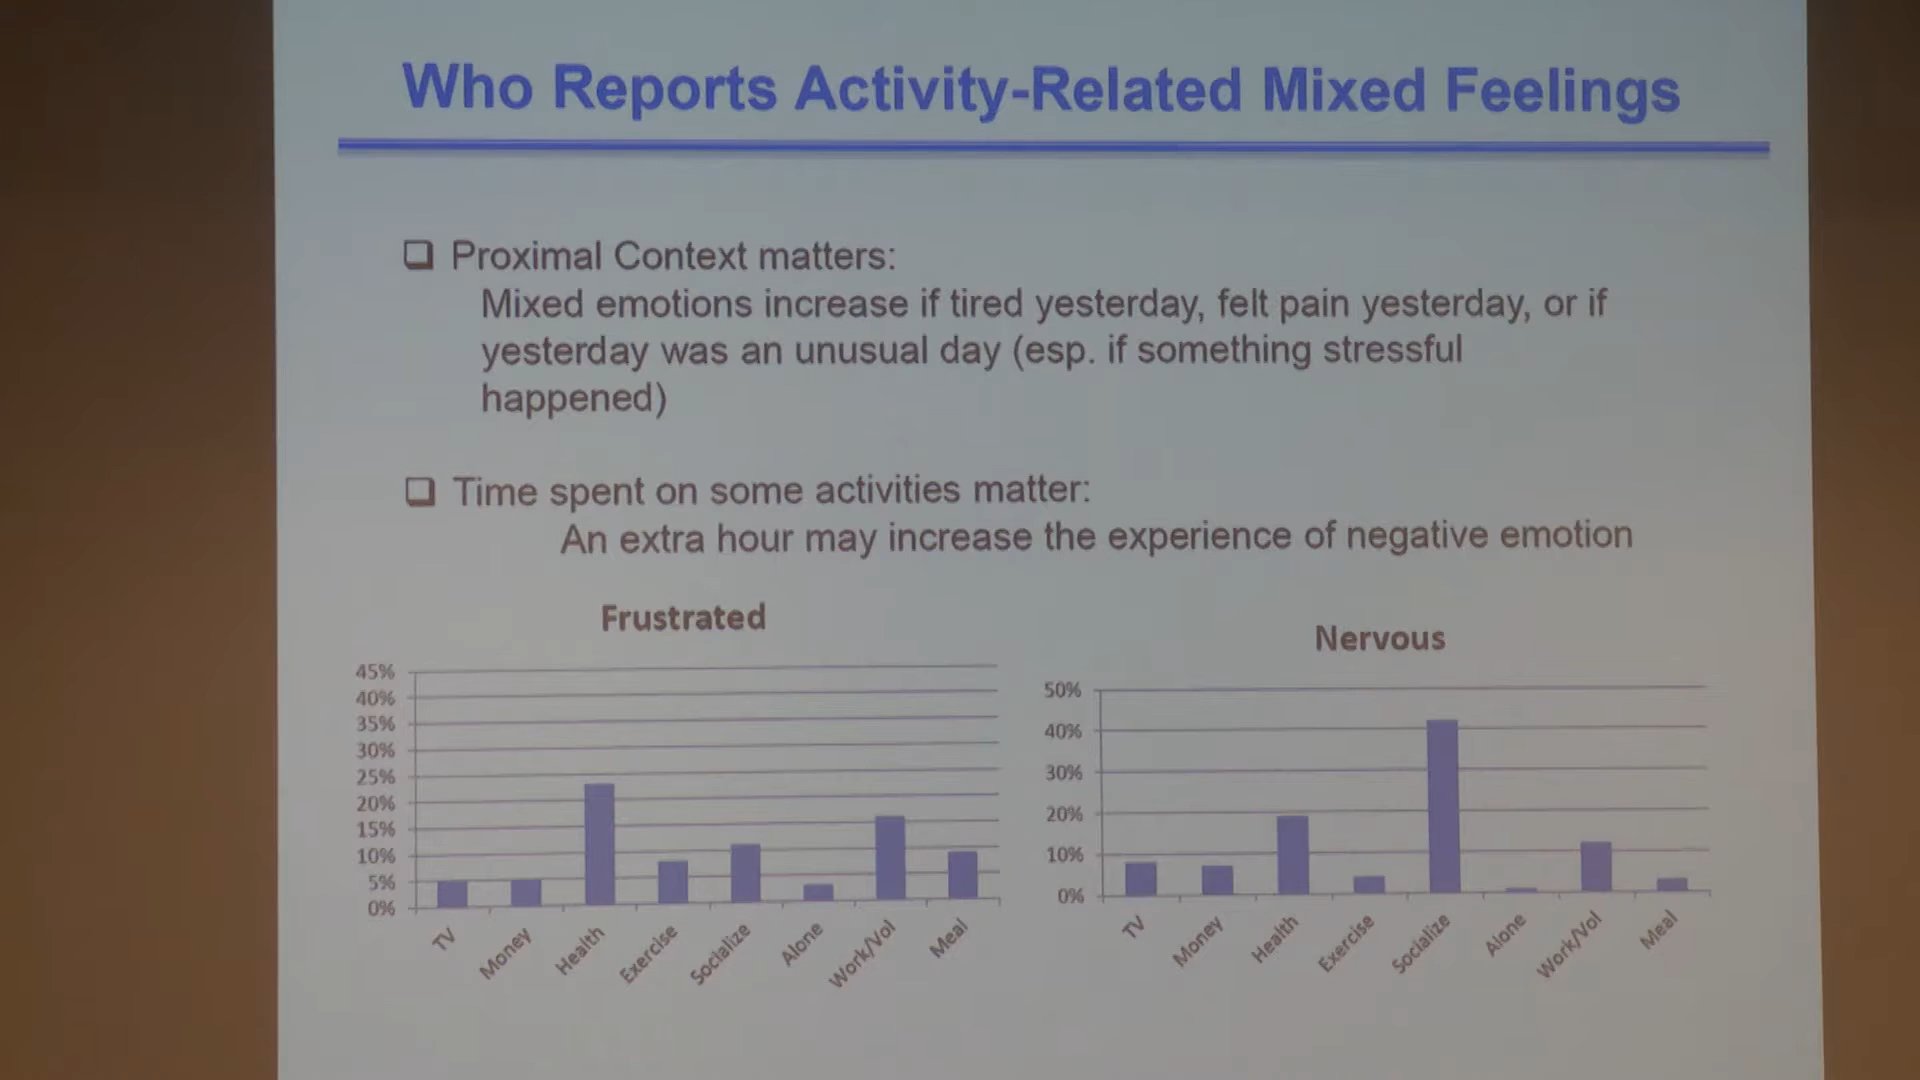 Who Reports Activity-Related Mixed Feelings
❑ Proximal Context matters:
Mixed emotions increase if tired yesterday, felt pain yesterday, or if
yesterday was an unusual day (esp. if something stressful
happened)
❑ Time spent on some activities matter:
An extra hour may increase the experience of negative emotion
Frustrated
45%
40%
35%
30%
25%
20%
15%
10%
5%
0%
TV
Money
Health
Exercise
Socialize
Alone
Work/Vol
Meal
Nervous
50%
40%
30%
20%
10%
0%
TV
Money
Health
Exercise
Socialize
Alone
Work/Vol
Meal